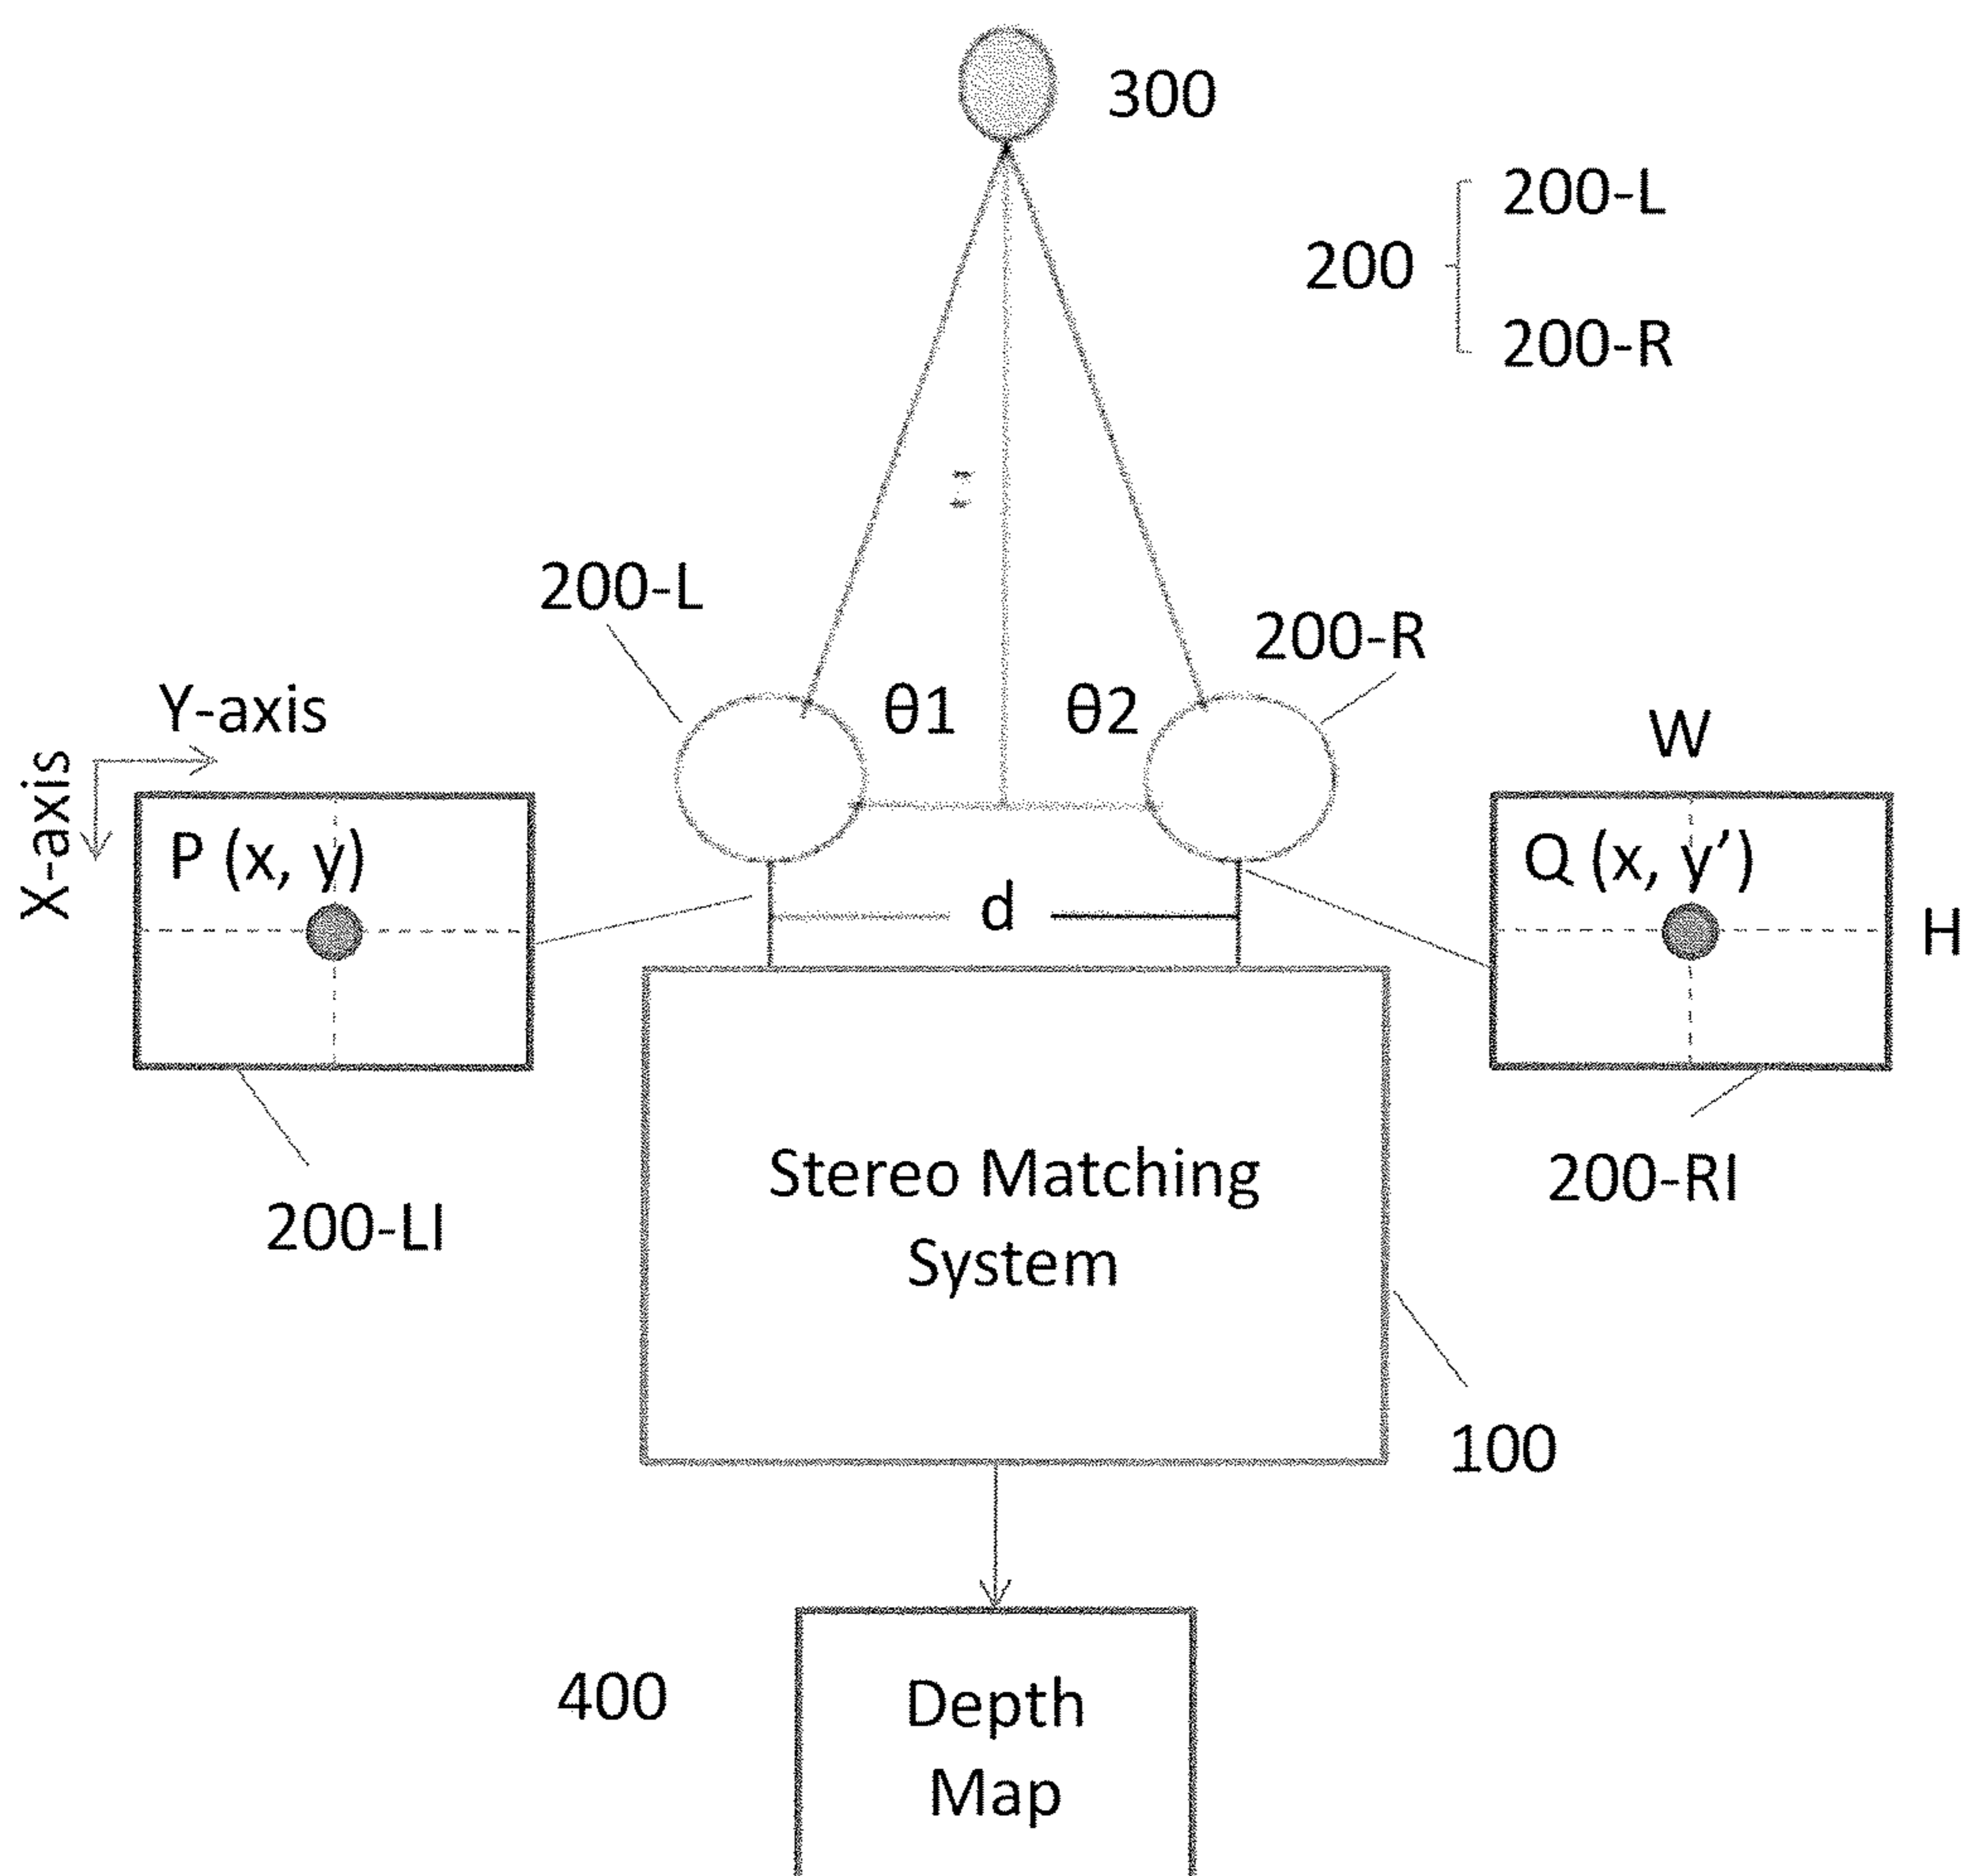 300
200-L
200
200-R
200-L
200-R
θ1
θ2
Y-axis
X-axis
W
P (x, y)
Q (x, y′)
H
d
Stereo Matching
System
200-LI
200-RI
100
400
Depth
Map